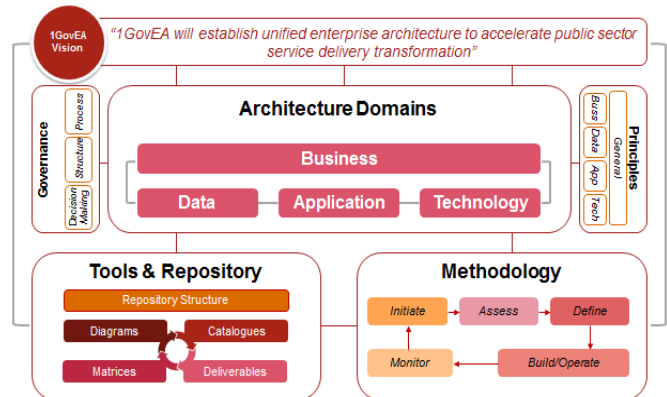 1GovEA
Vision
"1GovEA will establish unified enterprise architecture to accelerate public sector
service delivery transformation"
Governance
Process
Structure
Decision
Making
Architecture Domains
Business
Data
Application
Technology
Buss
Data
App
Tech
General
Principles
Tools & Repository
Repository Structure
Diagrams
Catalogues
Matrices
Deliverables
Methodology
Initiate
Assess
Define
Monitor
Build/Operate